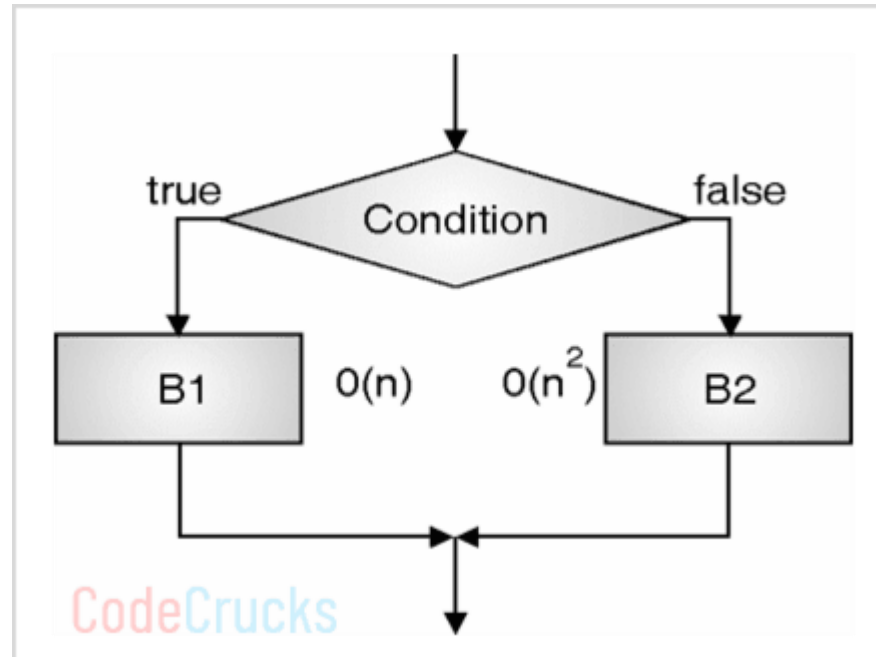 true
false
Condition
B1
0(n)
0(n²)
B2
CodeCrucks